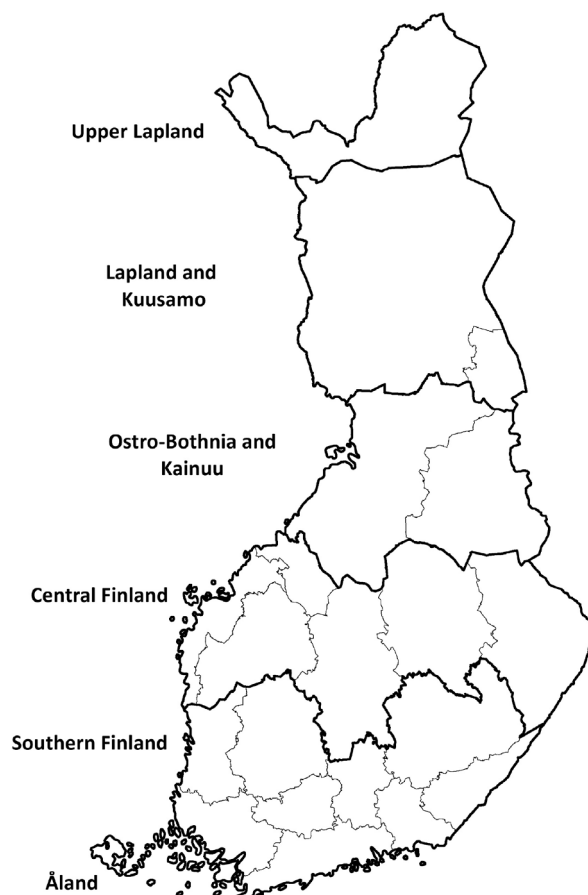 Upper Lapland
Lapland and
Kuusamo
Ostro-Bothnia and
Kainuu
Central Finland
Southern Finland
Åland